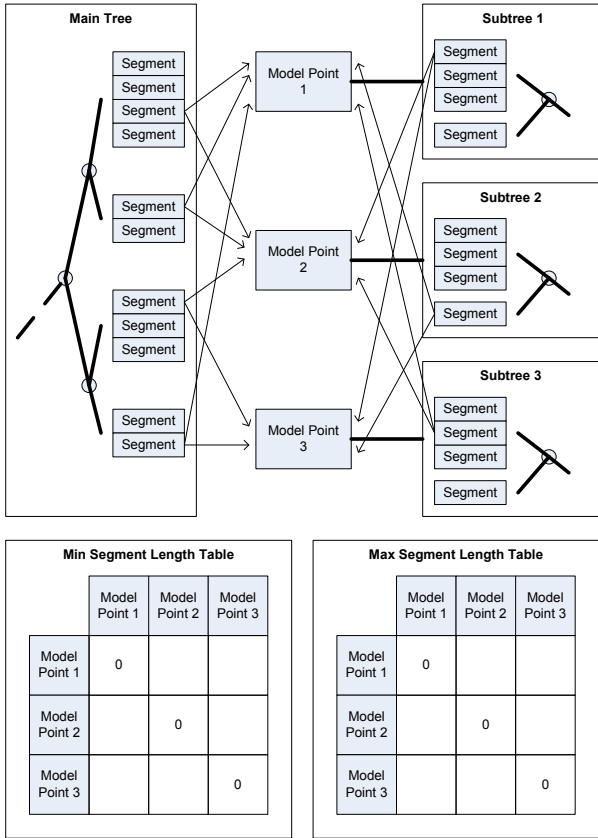 Main Tree
Segment
Segment
Segment
Segment
Segment
Segment
Segment
Segment
Segment
Segment
Segment
Model Point
1
Model Point
2
Model Point
3
Subtree 1
Segment
Segment
Segment
Segment
Subtree 2
Segment
Segment
Segment
Segment
Subtree 3
Segment
Segment
Segment
Segment
Min Segment Length Table
Model
Point 1
Model
Point 2
Model
Point 3
Model
Point 1
0
Model
Point 2
0
Model
Point 3
0
Max Segment Length Table
Model
Point 1
Model
Point 2
Model
Point 3
Model
Point 1
0
Model
Point 2
0
Model
Point 3
0